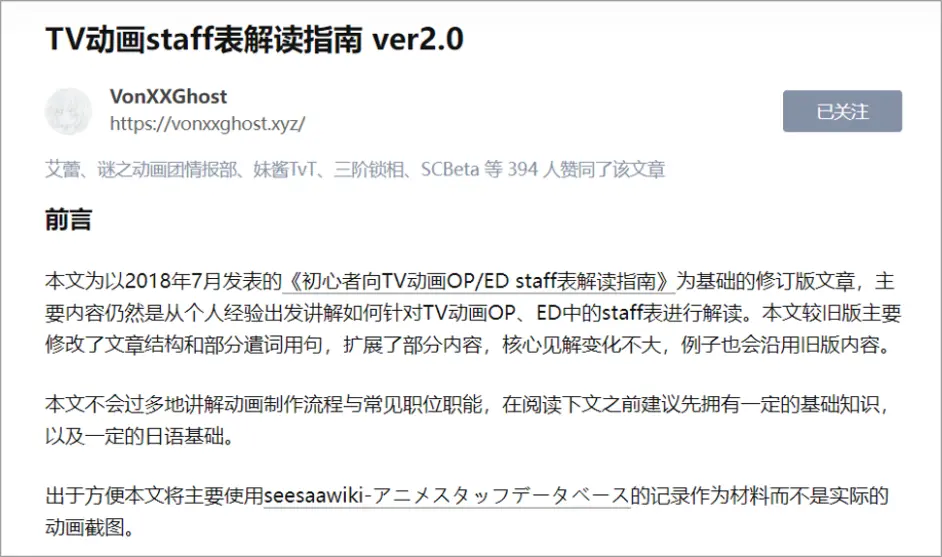 TV动画staff表解读指南 ver2.0
VonXXGhost
https://vonxxghost.xyz/
已关注
艾蕾、谜之动画团情报部、妹酱TvT、三阶锁相、SCBeta 等 394 人赞同了该文章
前言
本文为以2018年7月发表的《初心者向TV动画OP/ED staff表解读指南》为基础的修订版文章，主
要内容仍然是从个人经验出发讲解如何针对TV动画OP、ED中的staff表进行解读。本文较旧版主要
修改了文章结构和部分遣词用句，扩展了部分内容，核心见解变化不大，例子也会沿用旧版内容。
本文不会过多地讲解动画制作流程与常见职位职能，在阅读下文之前建议先拥有一定的基础知识，
以及一定的日语基础。
出于方便本文将主要使用seesaawiki-アニメスタッフデータベース的记录作为材料而不是实际的
动画截图。